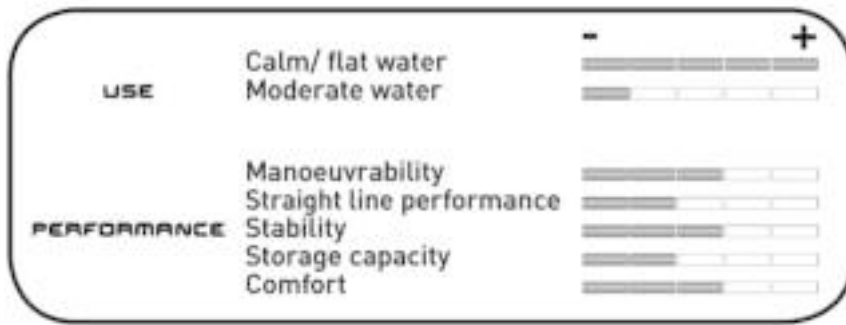 - +
Calm/ flat water
USE
Moderate water
Manoeuvrability
Straight line performance
PERFORMANCE Stability
Storage capacity
Comfort